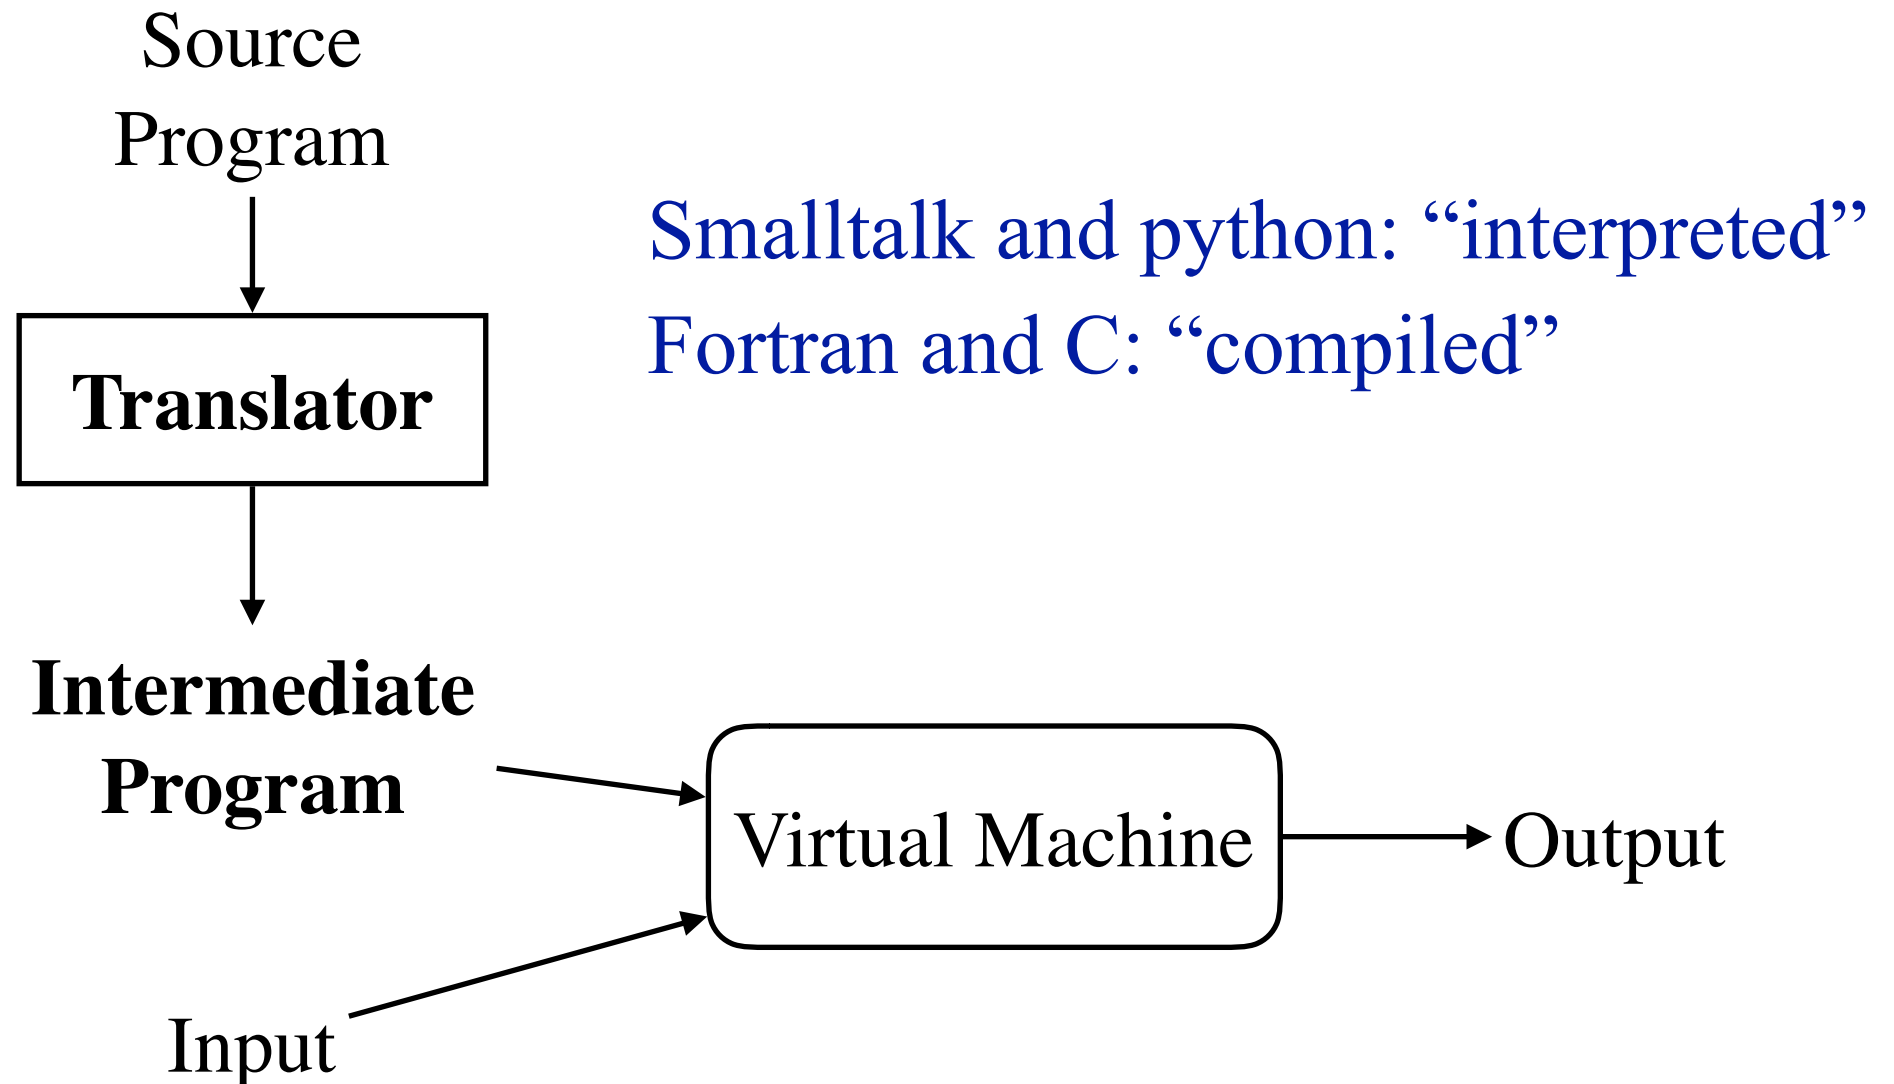 Source
Program
Smalltalk and python: “interpreted”
Fortran and C: “compiled”
Translator
Intermediate
Program
Virtual Machine
Output
Input